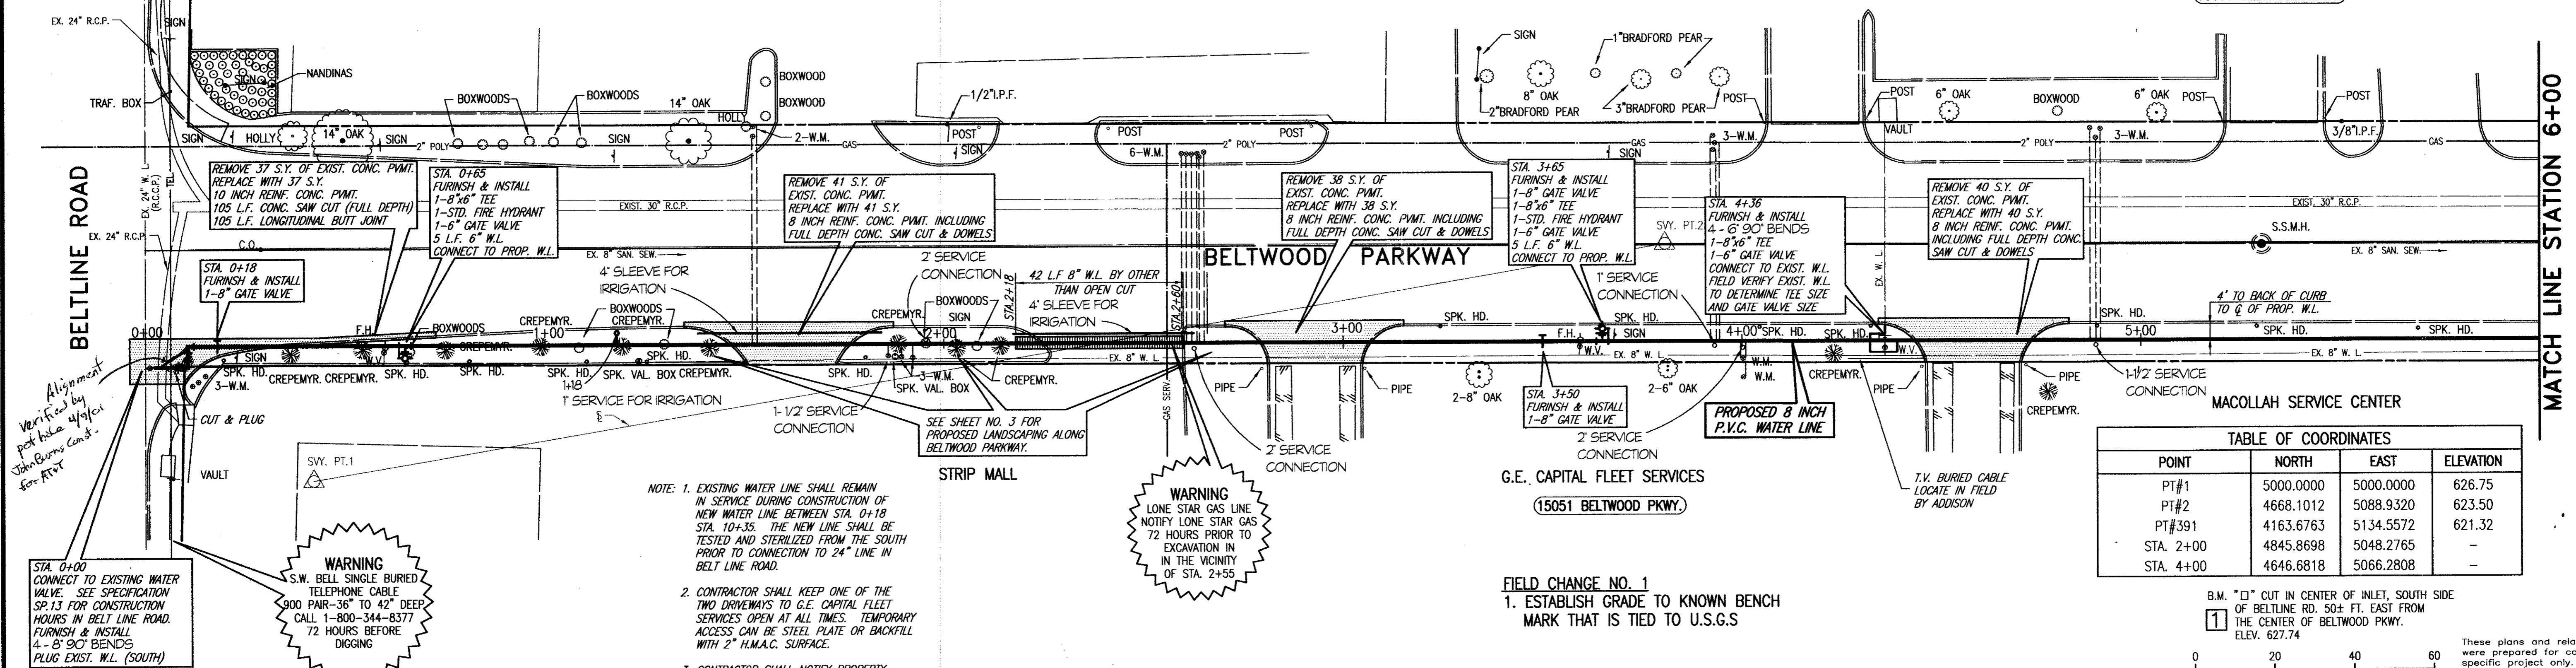 EX. 24" R.C.P.
SIGN
SIGN
NANDINAS
TRAF. BOX
SIGN
HOLLY
14" OAK
SIGN
BOXWOODS
BOXWOODS
SIGN
14" OAK
HOLLY
BOXWOOD
BOXWOOD
2-W.M.
2" POLY
GAS
1/2"I.P.F.
POST
SIGN
POST
POST
6-W.M.
2" POLY
SIGN
1"BRADFORD PEAR
8" OAK
2"BRADFORD PEAR
3"BRADFORD PEAR
POST
3-W.M.
GAS
SIGN
POST
VAULT
6" OAK
BOXWOOD
6" OAK
POST
3-W.M.
2" POLY
POST
3/8"I.P.F.
GAS
BELTLINE ROAD
EX. 24" W. L.
(R.C.C.P.)
TEL
EX. 24" R.C.P.
C.O.
REMOVE 37 S.Y. OF EXIST. CONC. PVMT.
REPLACE WITH 37 S.Y.
10 INCH REINF. CONC. PVMT.
105 L.F. CONC. SAW CUT (FULL DEPTH)
105 L.F. LONGITUDINAL BUTT JOINT
STA. 0+65
FURINSH & INSTALL
1-8"x6" TEE
1-STD. FIRE HYDRANT
1-6" GATE VALVE
5 L.F. 6" W.L.
CONNECT TO PROP. W.L.
EXIST. 30" R.C.P.
REMOVE 41 S.Y. OF
EXIST. CONC. PVMT.
REPLACE WITH 41 S.Y.
8 INCH REINF. CONC. PVMT. INCLUDING
FULL DEPTH CONC. SAW CUT & DOWELS
REMOVE 38 S.Y. OF
EXIST. CONC. PVMT.
REPLACE WITH 38 S.Y.
8 INCH REINF. CONC. PVMT. INCLUDING
FULL DEPTH CONC. SAW CUT & DOWELS
STA. 3+65
FURINSH & INSTALL
1-8" GATE VALVE
1-8"x6" TEE
1-STD. FIRE HYDRANT
1-6" GATE VALVE
5 L.F. 6" W.L.
CONNECT TO PROP. W.L.
SVY. PT.2
STA. 4+36
FURINSH & INSTALL
4 - 6" 90° BENDS
1-8"x6" TEE
1-6" GATE VALVE
CONNECT TO EXIST. W.L.
FIELD VERIFY EXIST. W.L.
TO DETERMINE TEE SIZE
AND GATE VALVE SIZE
EX. W. L.
REMOVE 40 S.Y. OF
EXIST. CONC. PVMT.
REPLACE WITH 40 S.Y.
8 INCH REINF. CONC. PVMT.
INCLUDING FULL DEPTH CONC.
SAW CUT & DOWELS
EXIST. 30" R.C.P.
S.S.M.H.
EX. 8" SAN. SEW.
MATCH LINE STATION 6+00
STA. 0+18
FURINSH & INSTALL
1-8" GATE VALVE
EX. 8" SAN. SEW.
4" SLEEVE FOR
IRRIGATION
2" SERVICE
CONNECTION
42 L.F 8" W.L. BY OTHER
THAN OPEN CUT
STA.2+18
STA.2+60
4" SLEEVE FOR
IRRIGATION
BELTWOOD PARKWAY
1" SERVICE
CONNECTION
4' TO BACK OF CURB
TO ℄ OF PROP. W.L.
0+00
F.H.
BOXWOODS
CREPEMYR.
1+00
BOXWOODS
CREPEMYR.
CREPEMYR.
SIGN
BOXWOODS
2+00
3+00
SPK. HD.
F.H.
SIGN
SPK. HD.
4+00
SPK. HD.
SPK. HD.
SPK. HD.
5+00
SPK. HD.
SPK. HD.
SIGN
SPK. HD.
3-W.M.
CREPEMYR.
CREPEMYR.
W.V.
SPK. HD.
SPK. HD.
CREPEMYR.
1+18
SPK. HD.
SPK. VAL. BOX
CREPEMYR.
SPK. HD.
3-W.M.
SPK. VAL. BOX
CREPEMYR.
EX. 8" W. L.
W.V.
EX. 8" W. L.
W.M.
W.M.
CREPEMYR.
W.V.
EX. 8" W. L.
1" SERVICE FOR IRRIGATION
℄
1-1/2" SERVICE
CONNECTION
GAS SERV.
PIPE
PIPE
2-8" OAK
2-6" OAK
PIPE
PIPE
CREPEMYR.
1-1/2" SERVICE
CONNECTION
Alignment
verified by
pot hole 4/9/01
John Burns Const.
for AT&T
CUT & PLUG
VAULT
SVY. PT.1
SEE SHEET NO. 3 FOR
PROPOSED LANDSCAPING ALONG
BELTWOOD PARKWAY.
STRIP MALL
2" SERVICE
CONNECTION
STA. 3+50
FURINSH & INSTALL
1-8" GATE VALVE
2" SERVICE
CONNECTION
PROPOSED 8 INCH
P.V.C. WATER LINE
G.E. CAPITAL FLEET SERVICES
15051 BELTWOOD PKWY.
T.V. BURIED CABLE
LOCATE IN FIELD
BY ADDISON
MACOLLAH SERVICE CENTER
TABLE OF COORDINATES
POINT NORTH EAST ELEVATION
PT#1 5000.0000 5000.0000 626.75
PT#2 4668.1012 5088.9320 623.50
PT#391 4163.6763 5134.5572 621.32
STA. 2+00 4845.8698 5048.2765 -
STA. 4+00 4646.6818 5066.2808 -
STA. 0+00
CONNECT TO EXISTING WATER
VALVE. SEE SPECIFICATION
SP.13 FOR CONSTRUCTION
HOURS IN BELT LINE ROAD.
FURNISH & INSTALL
4 - 8" 90° BENDS
PLUG EXIST. W.L. (SOUTH)
WARNING
S.W. BELL SINGLE BURIED
TELEPHONE CABLE
900 PAIR-36" TO 42" DEEP
CALL 1-800-344-8377
72 HOURS BEFORE
DIGGING
NOTE: 1. EXISTING WATER LINE SHALL REMAIN
IN SERVICE DURING CONSTRUCTION OF
NEW WATER LINE BETWEEN STA. 0+18
STA. 10+35. THE NEW LINE SHALL BE
TESTED AND STERILIZED FROM THE SOUTH
PRIOR TO CONNECTION TO 24" LINE IN
BELT LINE ROAD.
2. CONTRACTOR SHALL KEEP ONE OF THE
TWO DRIVEWAYS TO G.E. CAPITAL FLEET
SERVICES OPEN AT ALL TIMES. TEMPORARY
ACCESS CAN BE STEEL PLATE OR BACKFILL
WITH 2" H.M.A.C. SURFACE.
3. CONTRACTOR SHALL NOTIFY PROPERTY
WARNING
LONE STAR GAS LINE
NOTIFY LONE STAR GAS
72 HOURS PRIOR TO
EXCAVATION IN
IN THE VICINITY
OF STA. 2+55
FIELD CHANGE NO. 1
1. ESTABLISH GRADE TO KNOWN BENCH
MARK THAT IS TIED TO U.S.G.S
B.M. "□" CUT IN CENTER OF INLET, SOUTH SIDE
OF BELTLINE RD. 50± FT. EAST FROM
THE CENTER OF BELTWOOD PKWY.
ELEV. 627.74
1
0 20 40 60
These plans and rela
were prepared for co
specific project only